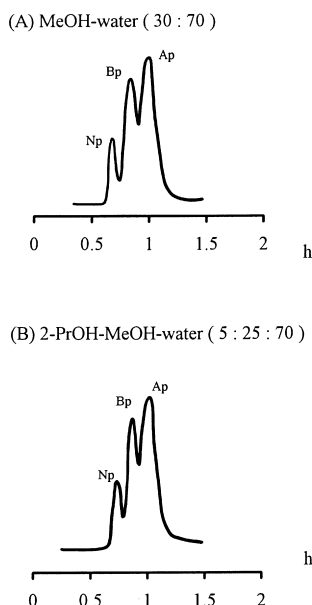 (A) MeOH-water ( 30 : 70 )
Ap
Bp
Np
0 0.5 1 1.5 2
h
(B) 2-PrOH-MeOH-water ( 5 : 25 : 70 )
Ap
Bp
Np
h
0 0.5 1 1.5 2